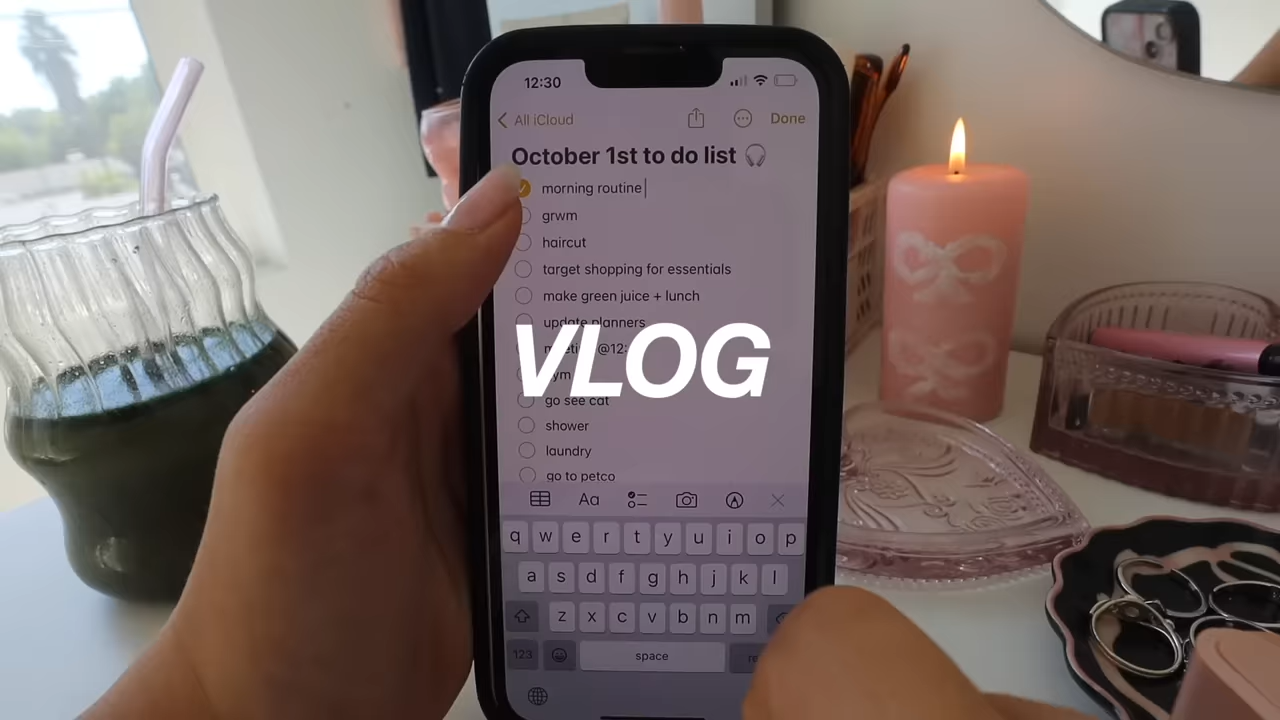 12:30
All iCloud
Done
October 1st to do list 🎧
morning routine
grwm
haircut
target shopping for essentials
make green juice + lunch
update planners
@12:
VLOG
go see cat
shower
laundry
go to petco
Aa
q w e r t y u i o p
a s d f g h j k l
z x c v b n m
123
space